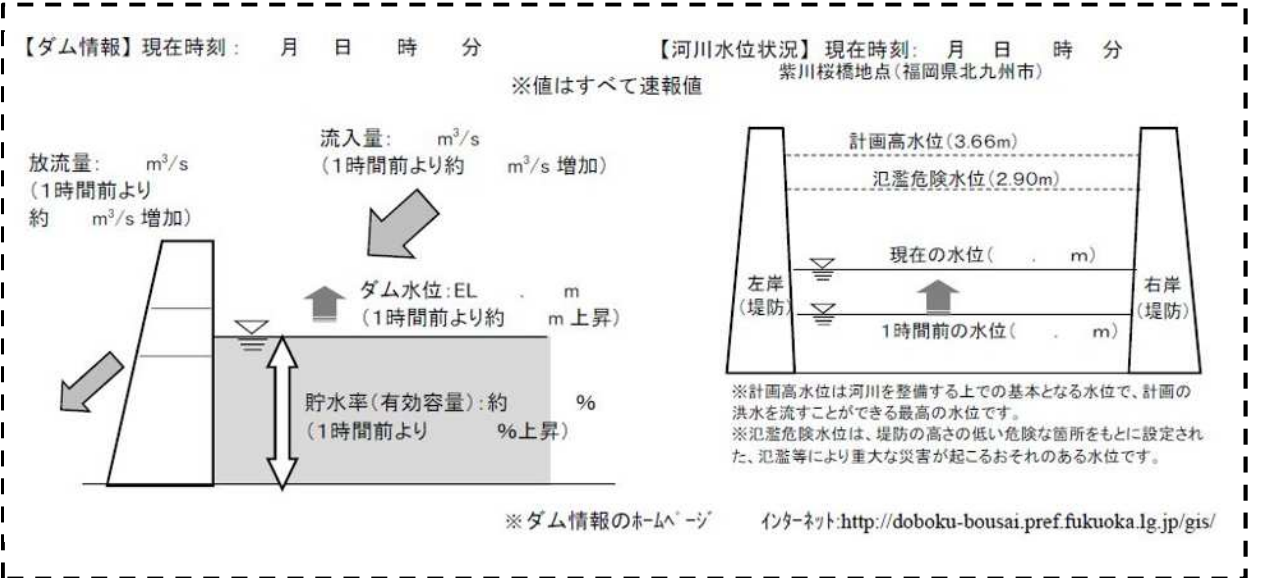 【ダム情報】現在時刻： 月 日 時 分
【河川水位状況】 現在時刻： 月 日 時 分
紫川桜橋地点（福岡県北九州市）
※値はすべて速報値
流入量： m³/s
（1時間前より約 m³/s 増加）
放流量： m³/s
（1時間前より
約 m³/s 増加）
ダム水位：EL . m
（1時間前より約 m 上昇）
貯水率（有効容量）：約 %
（1時間前より %上昇）
計画高水位（3.66m）
氾濫危険水位（2.90m）
現在の水位（ . m）
左岸
（堤防）
右岸
（堤防）
1時間前の水位（ . m）
※計画高水位は河川を整備する上での基本となる水位で、計画の
洪水を流すことができる最高の水位です。
※氾濫危険水位は、堤防の高さの低い危険な箇所をもとに設定され
た、氾濫等により重大な災害が起こるおそれのある水位です。
※ダム情報のﾎｰﾑﾍﾟｰｼﾞ ｲﾝﾀｰﾈｯﾄ:http://doboku-bousai.pref.fukuoka.lg.jp/gis/